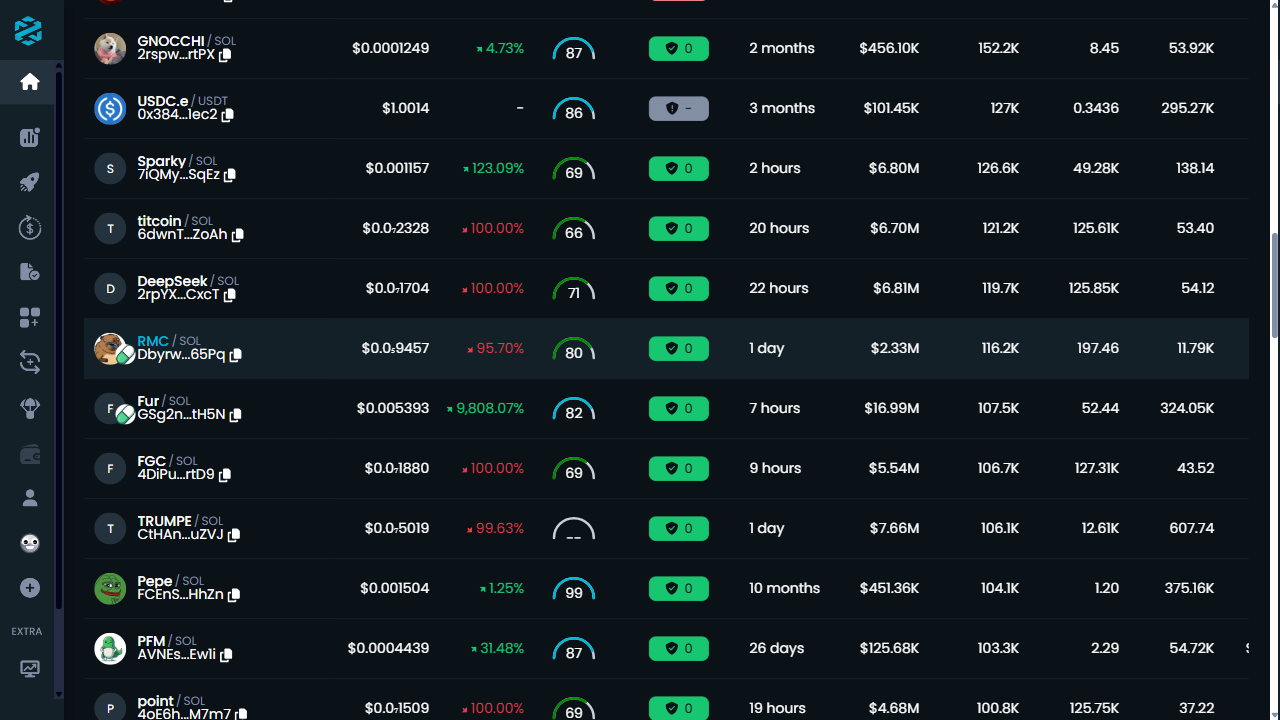 GNOCCHI / SOL
2rspw...rtPX
$0.0001249 4.73% 87 0 2 months $456.10K 152.2K 8.45 53.92K
USDC.e / USDT
0x384...1ec2
$1.0014 - 86 - 3 months $101.45K 127K 0.3436 295.27K
S
Sparky / SOL
7iQMy...SqEz
$0.001157 123.09% 69 0 2 hours $6.80M 126.6K 49.28K 138.14
T
titcoin / SOL
6dwnT...ZoAh
$0.0₇2328 100.00% 66 0 20 hours $6.70M 121.2K 125.61K 53.40
D
DeepSeek / SOL
2rpYX...CxcT
$0.0₇1704 100.00% 71 0 22 hours $6.81M 119.7K 125.85K 54.12
RMC / SOL
Dbyrw...65Pq
80 0 1 day $2.33M 116.2K 197.46 11.79K
95.70%
F
Fur / SOL
GSg2n...tH5N
$0.005393 9,808.07% 82 0 7 hours $16.99M 107.5K 52.44 324.05K
F
FGC / SOL
4DiPu...rtD9
$0.0₇1880 100.00% 69 0 9 hours $5.54M 106.7K 127.31K 43.52
T
TRUMPE / SOL
CtHAn...uZVJ
$0.0₇5019 99.63% -- 0 1 day $7.66M 106.1K 12.61K 607.74
Pepe / SOL
FCEnS...HhZn
$0.001504 1.25% 99 0 10 months $451.36K 104.1K 1.20 375.16K
PFM / SOL
AVNEs...Ew1i
$0.0004439 31.48% 87 0 26 days $125.68K 103.3K 2.29 54.72K
P
point / SOL
4oE6h...M7m7
$0.0₇1509 100.00% 69 0 19 hours $4.68M 100.8K 125.75K 37.22
EXTRA